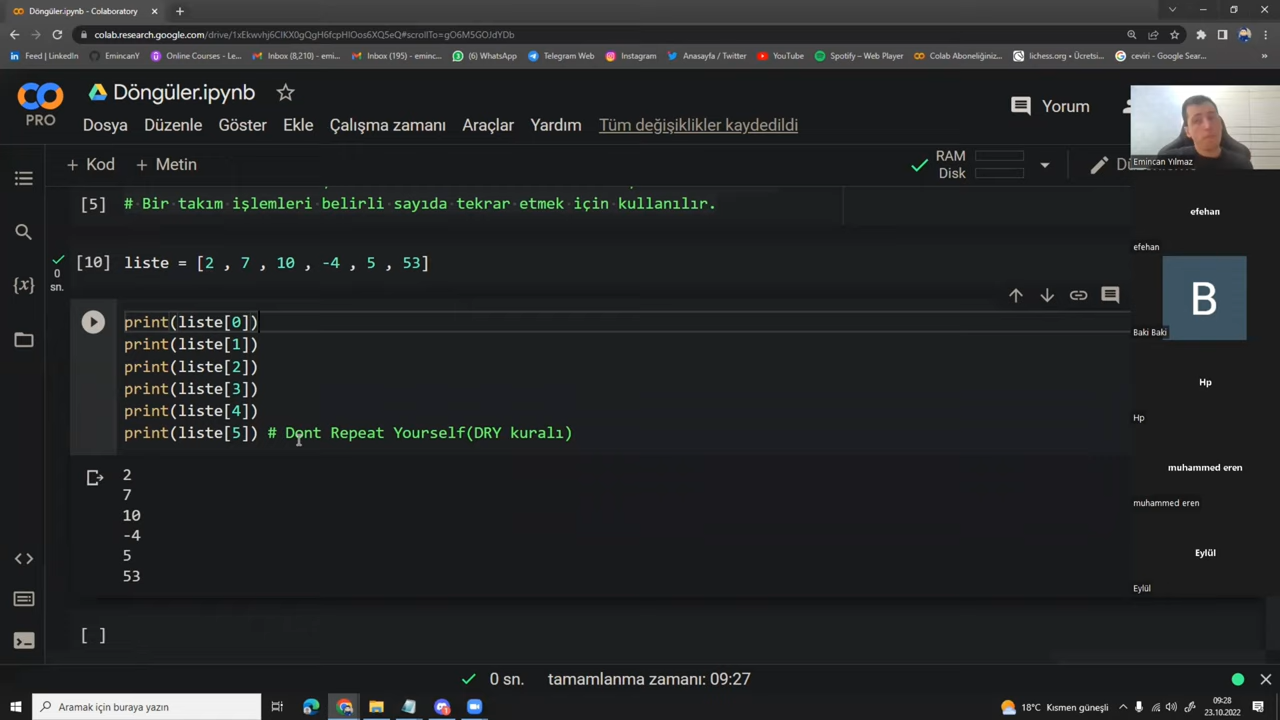 Döngüler.ipynb - Colaboratory
colab.research.google.com/drive/1xEkwvhj6ClKX0gQgH6fcpHIOos6XQ5eQ#scrollTo=gO6M5GOJdYDb
Feed | LinkedIn
EmincanY
Online Courses - Le...
Inbox (8,210) - emi...
Inbox (195) - eminc...
(6) WhatsApp
Telegram Web
Instagram
Anasayfa / Twitter
YouTube
Spotify – Web Player
Colab Aboneliğiniz...
lichess.org • Ücretsi...
ceviri - Google Sear...
PRO
Döngüler.ipynb
Yorum
Dosya Düzenle Göster Ekle Çalışma zamanı Araçlar Yardım Tüm değişiklikler kaydedildi
Emincan Yılmaz
+ Kod + Metin
RAM
Disk
[5] # Bir takım işlemleri belirli sayıda tekrar etmek için kullanılır.
[10] liste = [2 , 7 , 10 , -4 , 5 , 53]
0
sn.
print(liste[0])
print(liste[1])
print(liste[2])
print(liste[3])
print(liste[4])
print(liste[5]) # Dont Repeat Yourself(DRY kuralı)
2
7
10
-4
5
53
[ ]
efehan
efehan
B
Baki Baki
Hp
Hp
muhammed eren
muhammed eren
Eylül
Eylül
0 sn. tamamlanma zamanı: 09:27
Aramak için buraya yazın
18°C Kısmen güneşli
09:28
23.10.2022